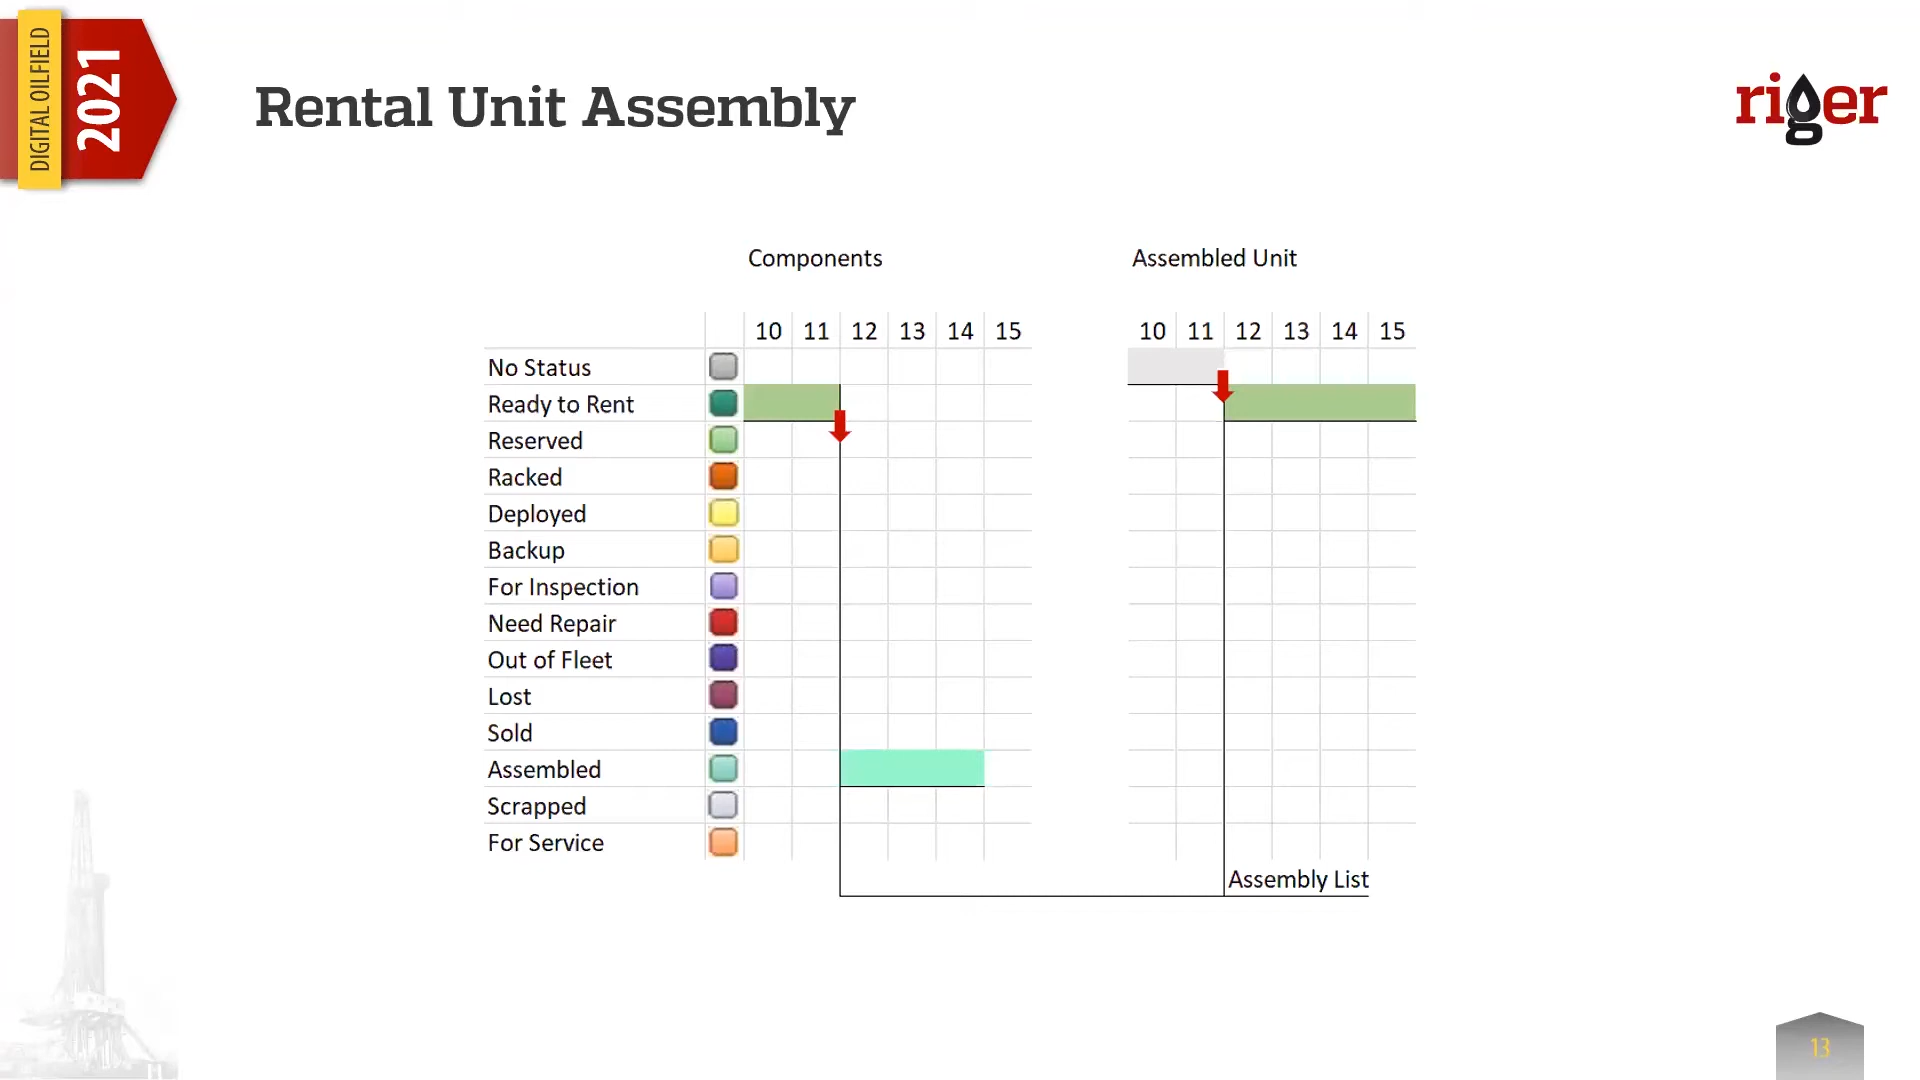 DIGITAL OILFIELD
2021
Rental Unit Assembly
riger
Components
Assembled Unit
10 11 12 13 14 15
10 11 12 13 14 15
No Status
Ready to Rent
Reserved
Racked
Deployed
Backup
For Inspection
Need Repair
Out of Fleet
Lost
Sold
Assembled
Scrapped
For Service
Assembly List
13